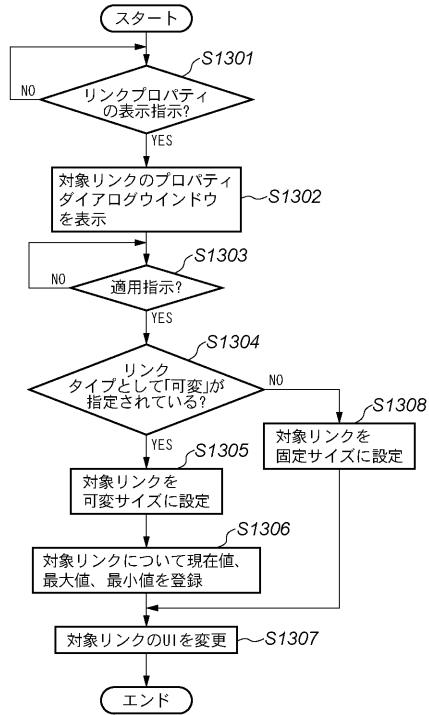 スタート
S1301
リンクプロパティ
の表示指示?
NO
YES
対象リンクのプロパティ
ダイアログウインドウ
を表示
S1302
S1303
適用指示?
NO
YES
S1304
リンク
タイプとして「可変」が
指定されている?
NO
YES
S1308
対象リンクを
固定サイズに設定
S1305
対象リンクを
可変サイズに設定
S1306
対象リンクについて現在値、
最大値、最小値を登録
対象リンクのUIを変更
S1307
エンド